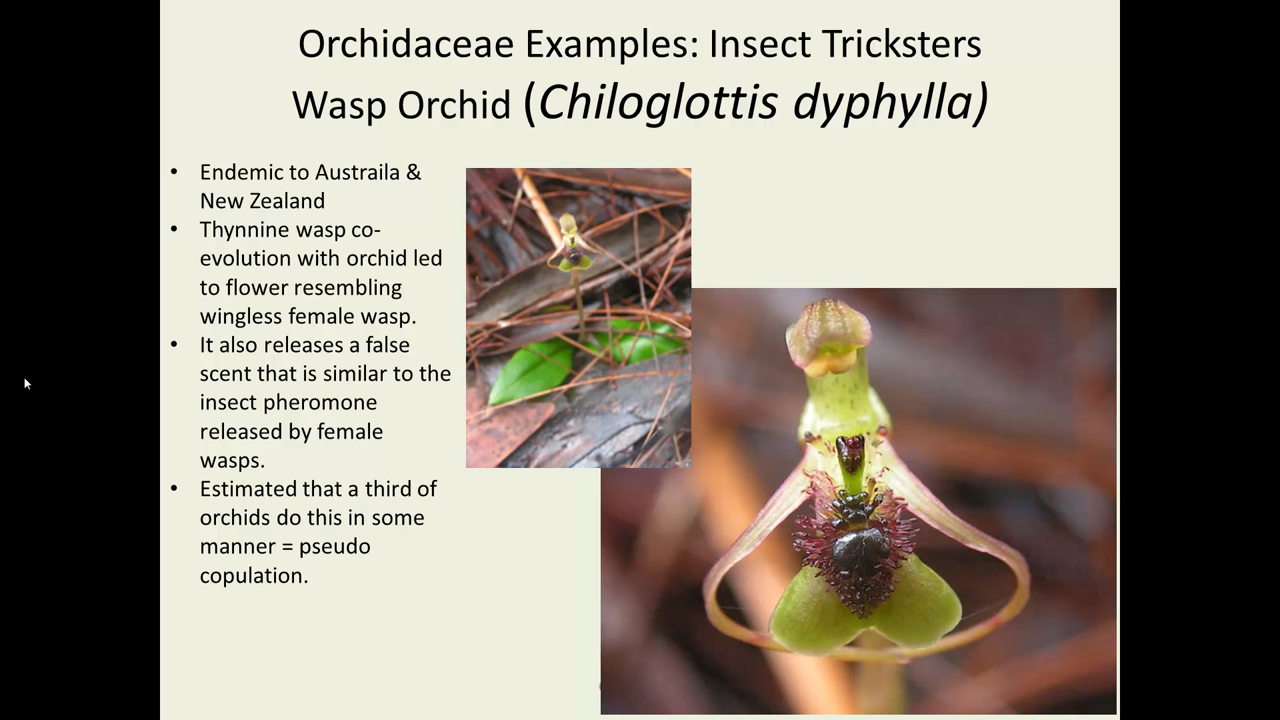 Orchidaceae Examples: Insect Tricksters
Wasp Orchid (Chiloglottis dyphylla)
• Endemic to Austraila &
New Zealand
• Thynnine wasp co-
evolution with orchid led
to flower resembling
wingless female wasp.
• It also releases a false
scent that is similar to the
insect pheromone
released by female
wasps.
• Estimated that a third of
orchids do this in some
manner = pseudo
copulation.